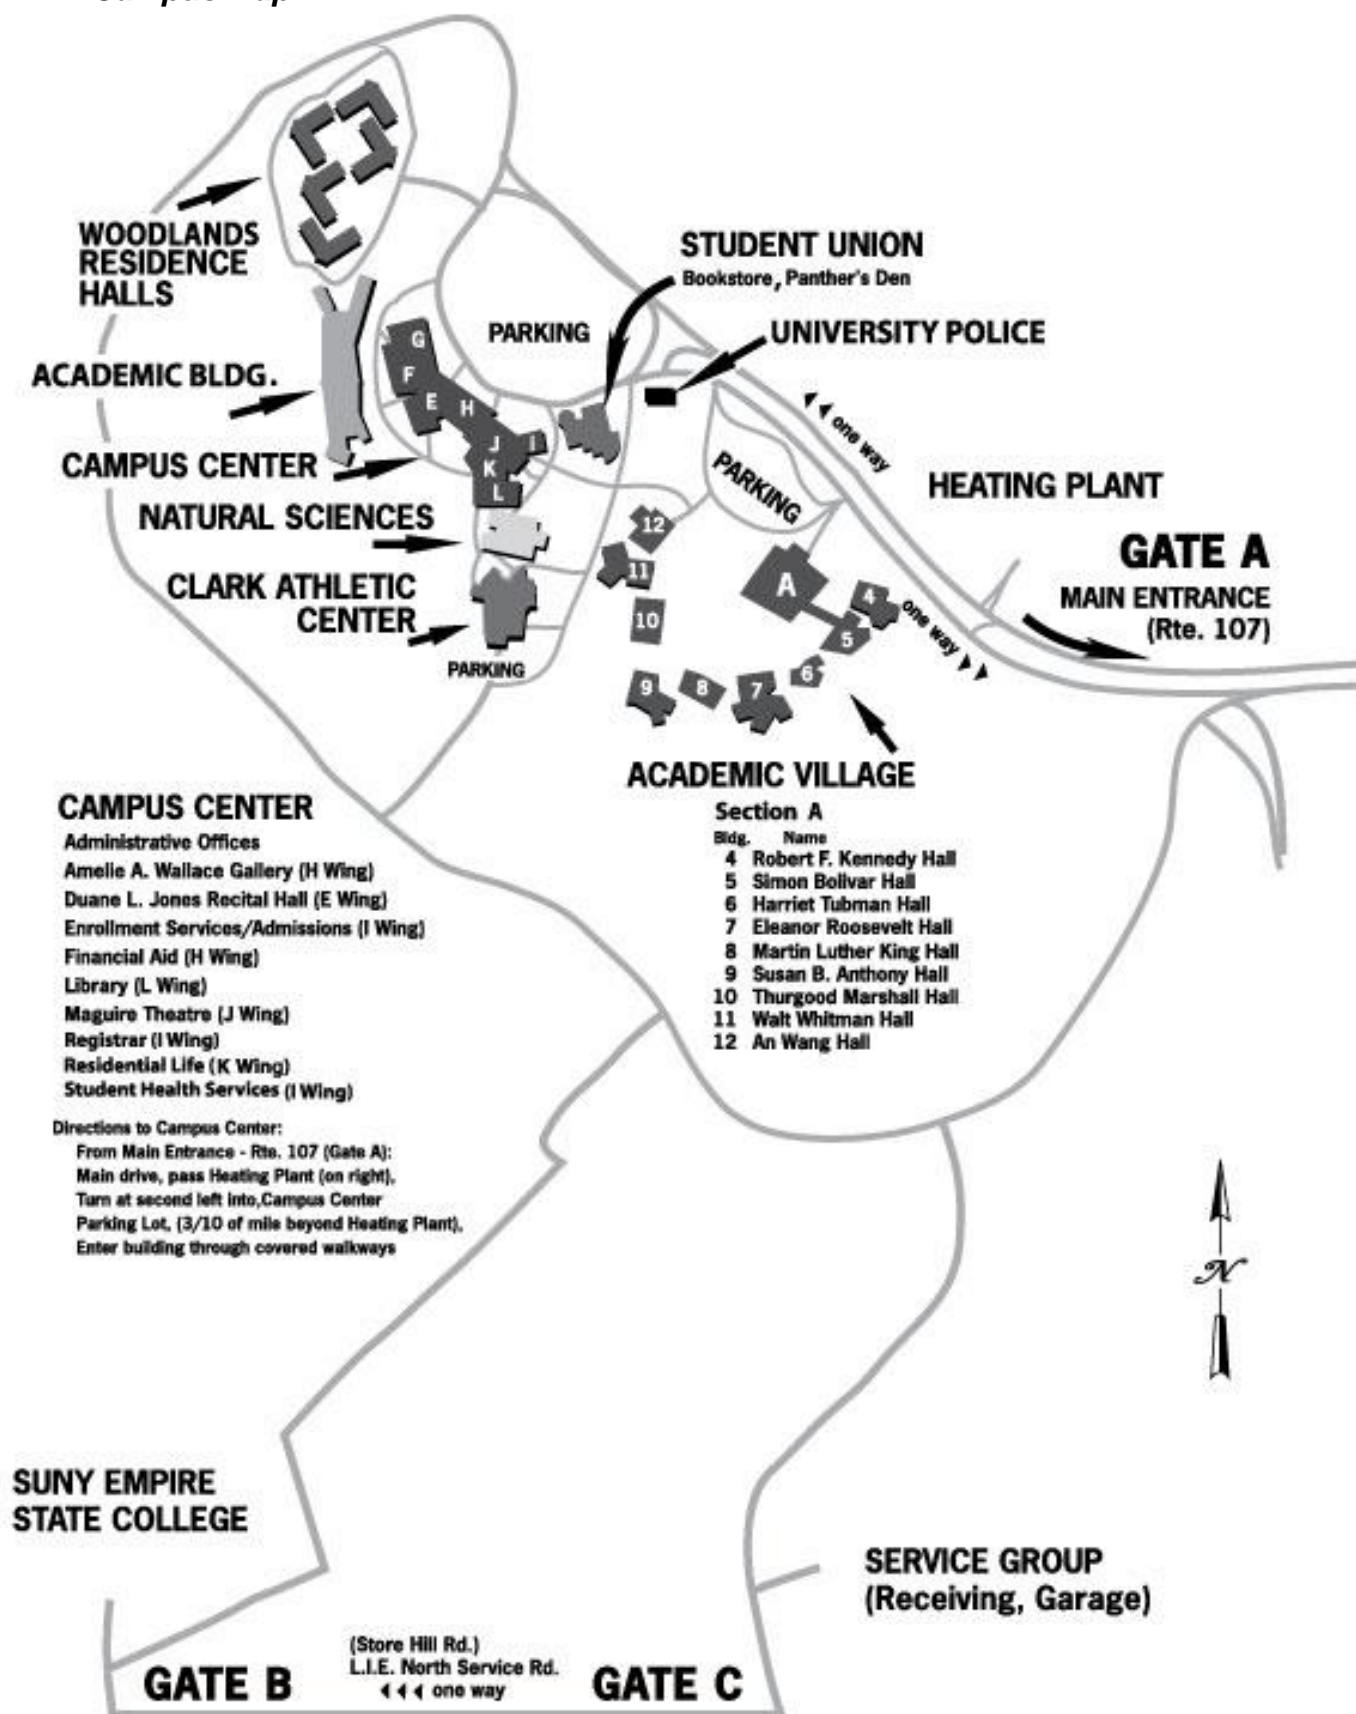 WOODLANDS
RESIDENCE
HALLS
STUDENT UNION
Bookstore, Panther's Den
PARKING
UNIVERSITY POLICE
ACADEMIC BLDG.
G
F
E
H
J
I
K
L
one way
CAMPUS CENTER
PARKING
HEATING PLANT
NATURAL SCIENCES
12
GATE A
MAIN ENTRANCE
(Rte. 107)
CLARK ATHLETIC
CENTER
11
A
4
10
5
one way
PARKING
9
8
7
6
ACADEMIC VILLAGE
Section A
Bldg. Name
4 Robert F. Kennedy Hall
5 Simon Bolivar Hall
6 Harriet Tubman Hall
7 Eleanor Roosevelt Hall
8 Martin Luther King Hall
9 Susan B. Anthony Hall
10 Thurgood Marshall Hall
11 Walt Whitman Hall
12 An Wang Hall
CAMPUS CENTER
Administrative Offices
Amelie A. Wallace Gallery (H Wing)
Duane L. Jones Recital Hall (E Wing)
Enrollment Services/Admissions (I Wing)
Financial Aid (H Wing)
Library (L Wing)
Maguire Theatre (J Wing)
Registrar (I Wing)
Residential Life (K Wing)
Student Health Services (I Wing)
Directions to Campus Center:
From Main Entrance - Rte. 107 (Gate A):
Main drive, pass Heating Plant (on right),
Turn at second left into,Campus Center
Parking Lot, (3/10 of mile beyond Heating Plant),
Enter building through covered walkways
N
SUNY EMPIRE
STATE COLLEGE
SERVICE GROUP
(Receiving, Garage)
(Store Hill Rd.)
L.I.E. North Service Rd.
one way
GATE B
GATE C